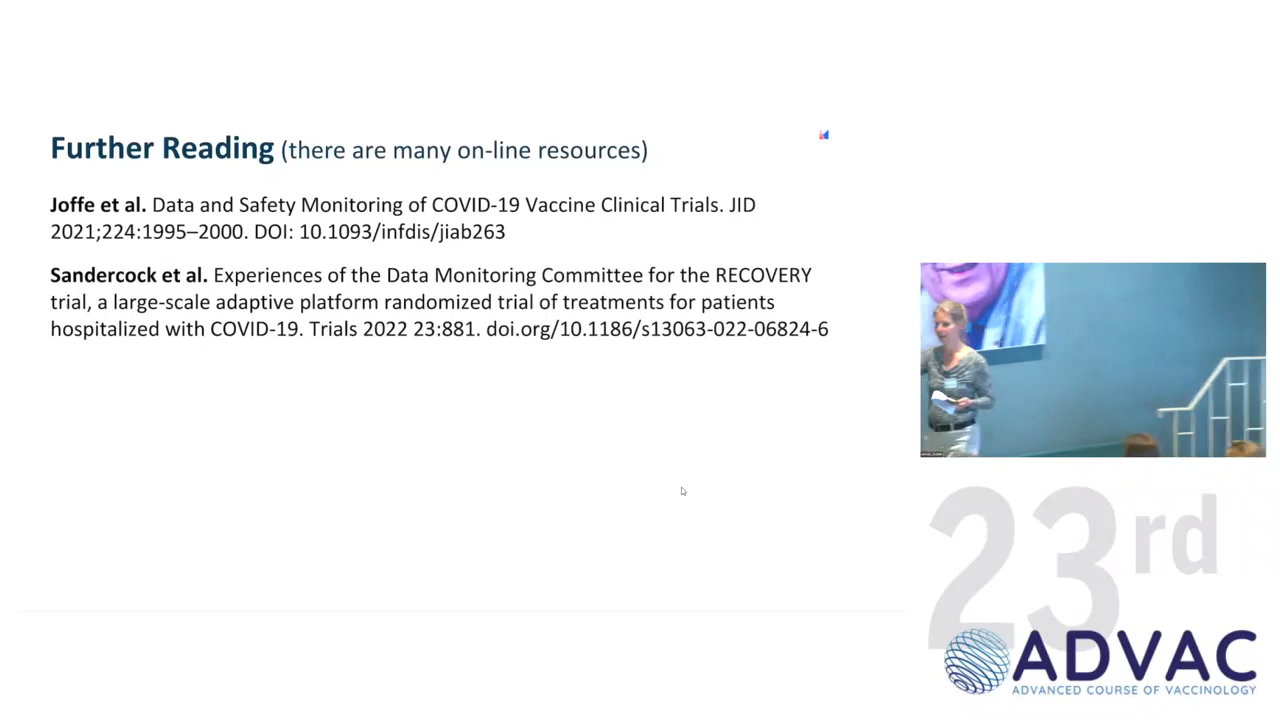 Further Reading (there are many on-line resources)
Joffe et al. Data and Safety Monitoring of COVID-19 Vaccine Clinical Trials. JID
2021;224:1995–2000. DOI: 10.1093/infdis/jiab263
Sandercock et al. Experiences of the Data Monitoring Committee for the RECOVERY
trial, a large-scale adaptive platform randomized trial of treatments for patients
hospitalized with COVID-19. Trials 2022 23:881. doi.org/10.1186/s13063-022-06824-6
23rd
ADVAC
ADVANCED COURSE OF VACCINOLOGY